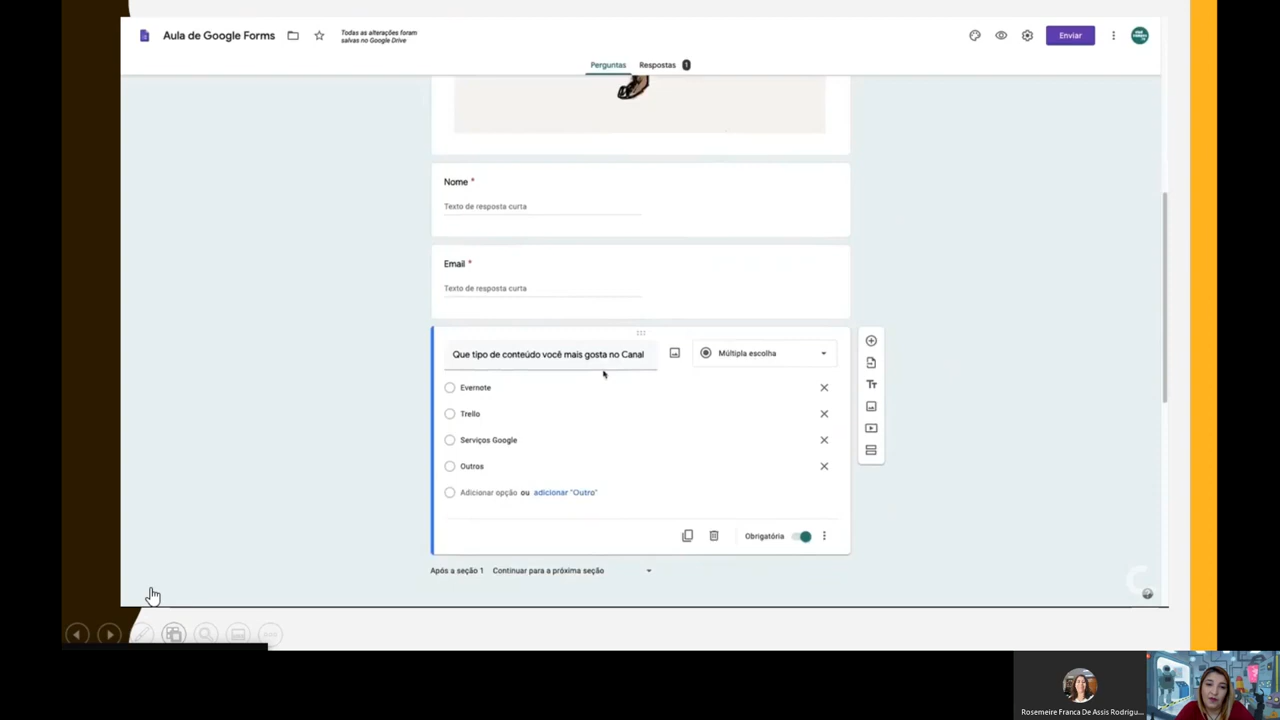 Aula de Google Forms
Todas as alterações foram
salvas no Google Drive
Enviar
Perguntas Respostas 1
Nome *
Texto de resposta curta
Email *
Texto de resposta curta
Que tipo de conteúdo você mais gosta no Canal
Múltipla escolha
Evernote
Trello
Serviços Google
Outros
Adicionar opção ou adicionar "Outro"
Obrigatória
Após a seção 1 Continuar para a próxima seção
Rosemeire Franca De Assis Rodrigu...